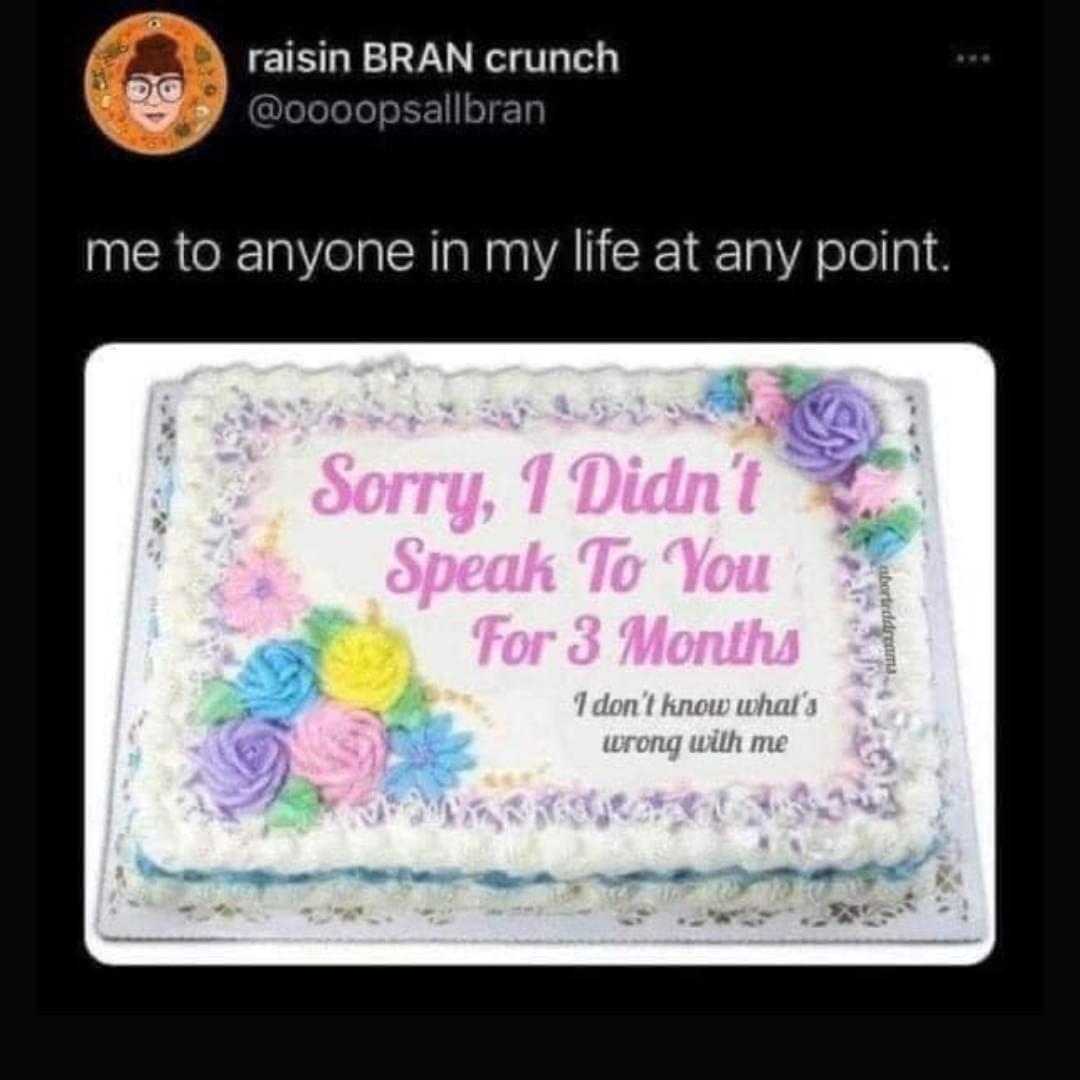 raisin BRAN crunch
@oooopsallbran
me to anyone in my life at any point.
Sorry, I Didn't
Speak To You
For 3 Months
I don't know what's
wrong with me
aborteddreams